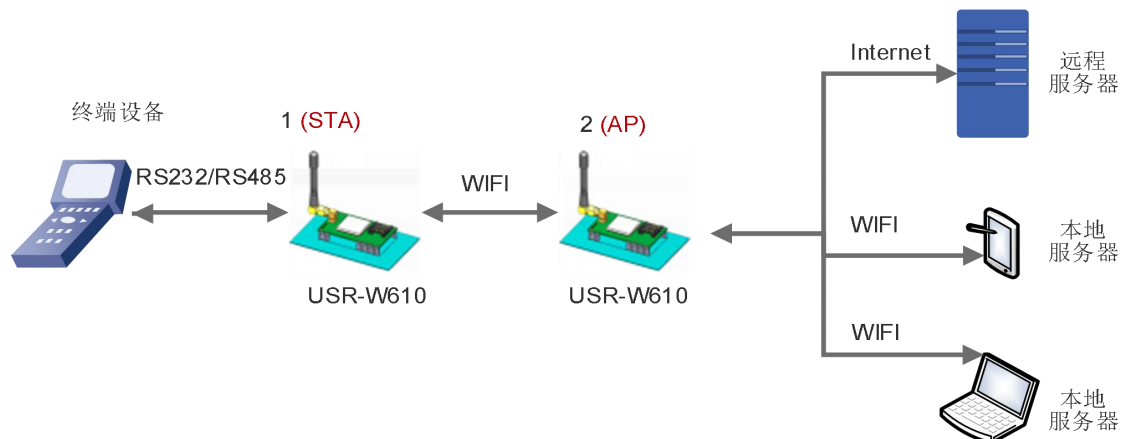 终端设备
RS232/RS485
1 (STA)
USR-W610
WIFI
2 (AP)
USR-W610
Internet
远程
服务器
WIFI
本地
服务器
WIFI
本地
服务器